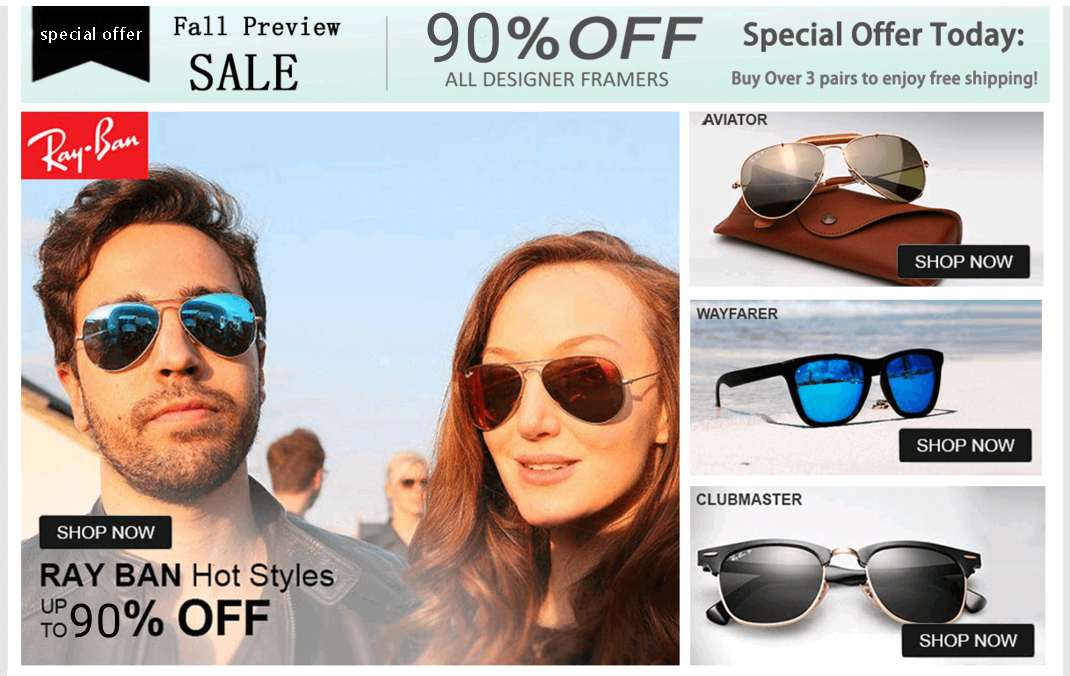 special offer
Fall Preview
SALE
90% OFF
ALL DESIGNER FRAMERS
Special Offer Today:
Buy Over 3 pairs to enjoy free shipping!
Ray-Ban
SHOP NOW
RAY BAN Hot Styles
UP TO 90% OFF
AVIATOR
SHOP NOW
WAYFARER
SHOP NOW
CLUBMASTER
SHOP NOW